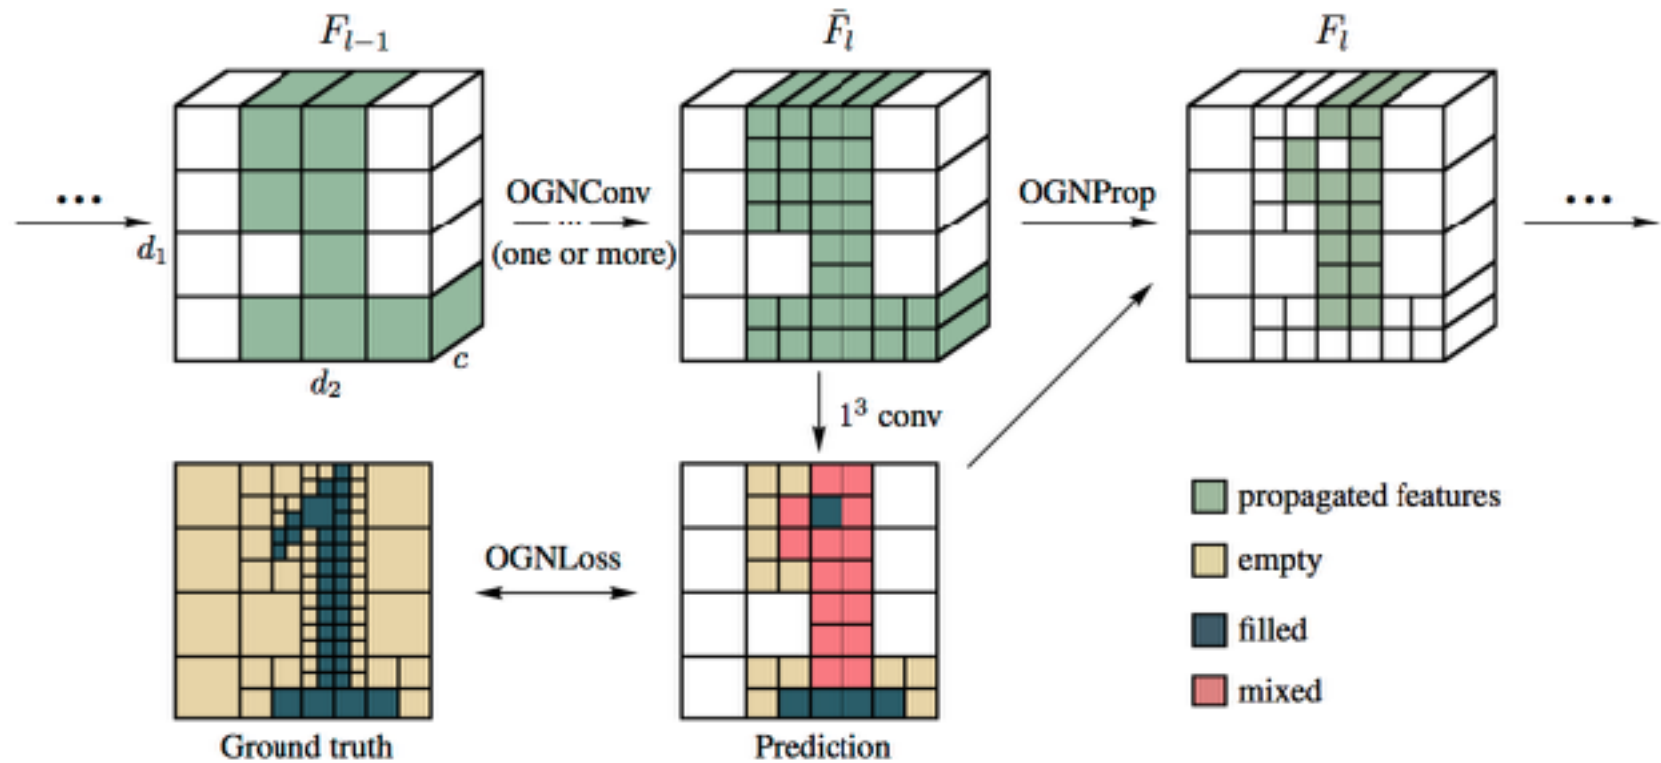 F_{l-1}
F̄_l
F_l
...
OGNConv
...
(one or more)
OGNProp
...
d_1
d_2
c
1^3 conv
OGNLoss
Ground truth
Prediction
propagated features
empty
filled
mixed